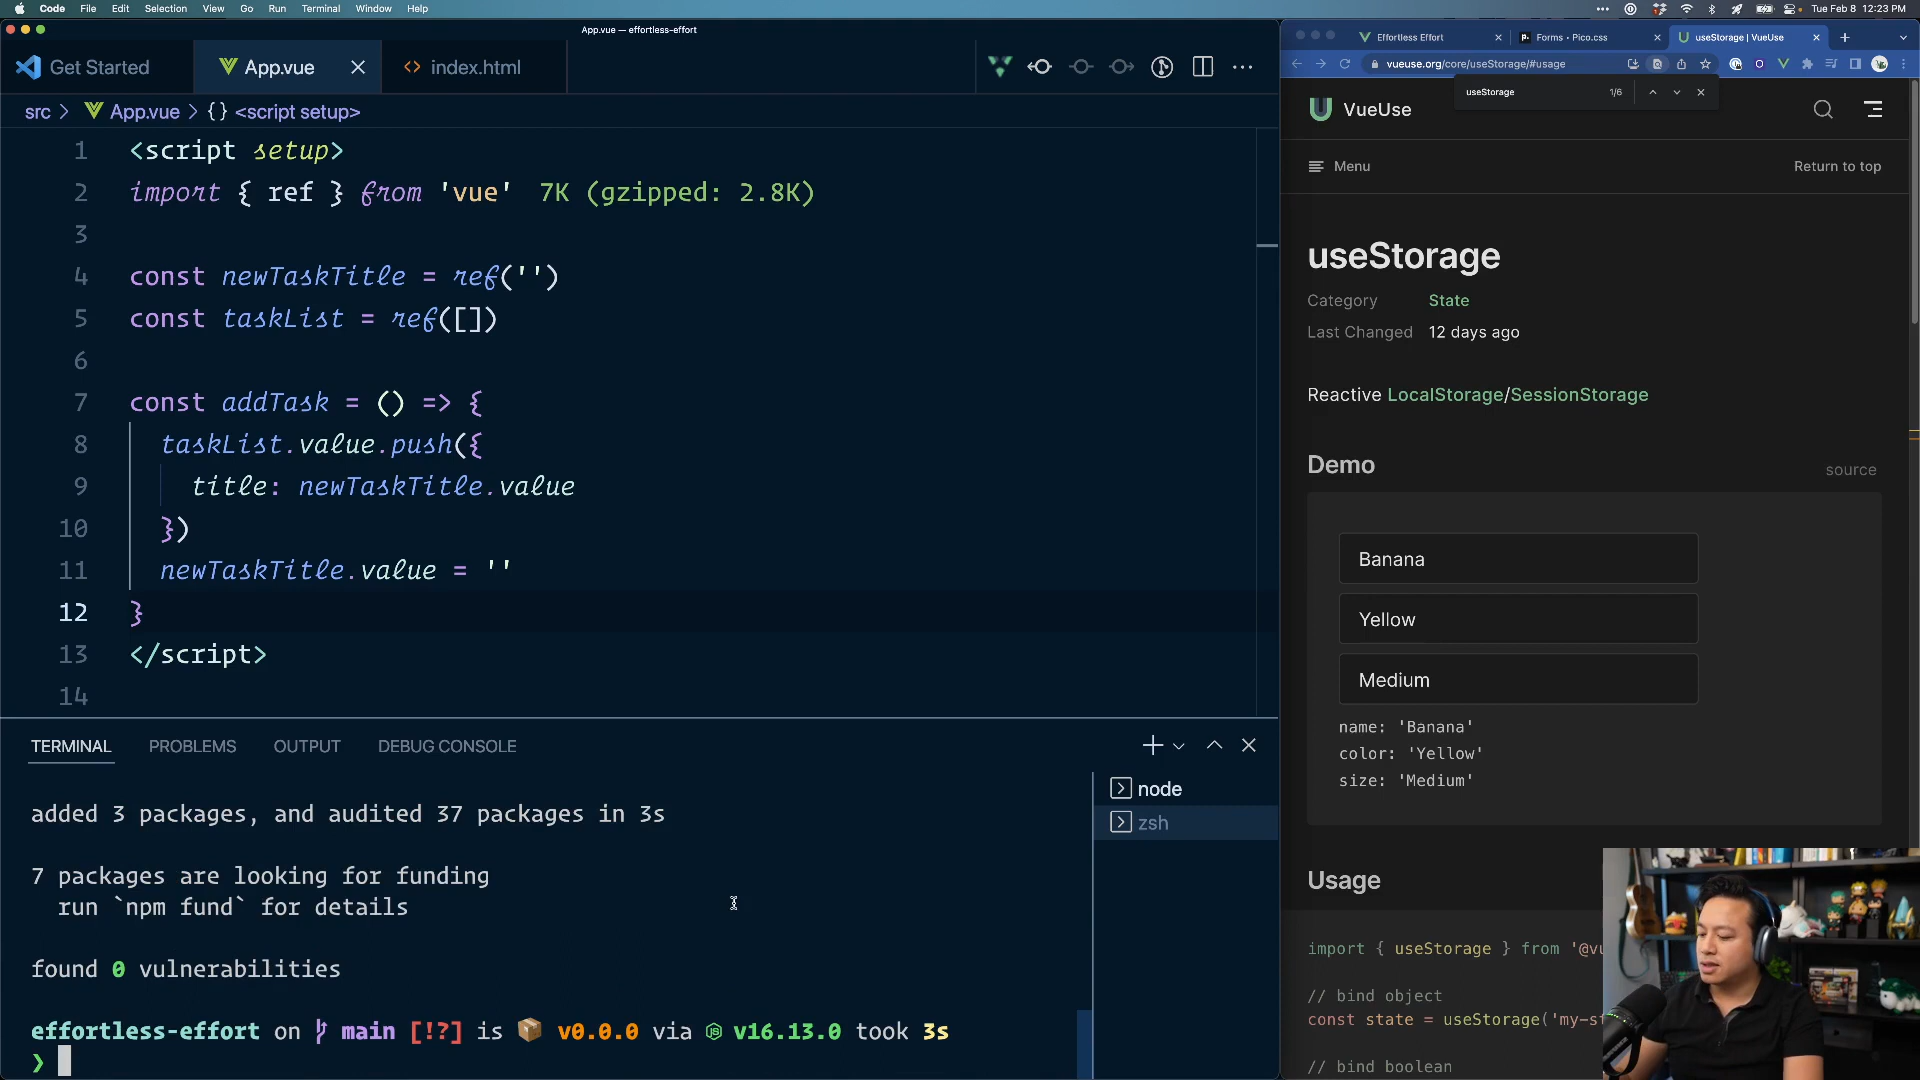 Code File Edit Selection View Go Run Terminal Window Help
Tue Feb 8 12:23 PM
App.vue — effortless-effort
Get Started
App.vue
index.html
src > App.vue > {} <script setup>
1 <script setup>
2 import { ref } from 'vue' 7K (gzipped: 2.8K)
3
4 const newTaskTitle = ref('')
5 const taskList = ref([])
6
7 const addTask = () => {
8 taskList.value.push({
9 title: newTaskTitle.value
10 })
11 newTaskTitle.value = ''
12 }
13 </script>
14
TERMINAL PROBLEMS OUTPUT DEBUG CONSOLE
added 3 packages, and audited 37 packages in 3s
7 packages are looking for funding
run `npm fund` for details
found 0 vulnerabilities
effortless-effort on main [!?] is v0.0.0 via v16.13.0 took 3s
❯
node
zsh
Effortless Effort
Forms • Pico.css
useStorage | VueUse
vueuse.org/core/useStorage/#usage
useStorage 1/6
VueUse
Menu
Return to top
useStorage
Category State
Last Changed 12 days ago
Reactive LocalStorage/SessionStorage
Demo
source
Banana
Yellow
Medium
name: 'Banana'
color: 'Yellow'
size: 'Medium'
Usage
import { useStorage } from '@vu
// bind object
const state = useStorage('my-st
// bind boolean